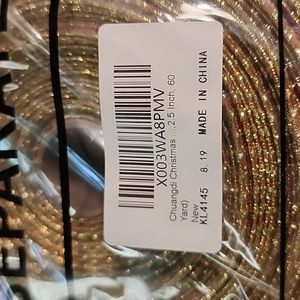 X003WA8PMV
Chuangdi Christmas ...2.5 Inch, 60
Yard)
New
KL4145 8.19 MADE IN CHINA